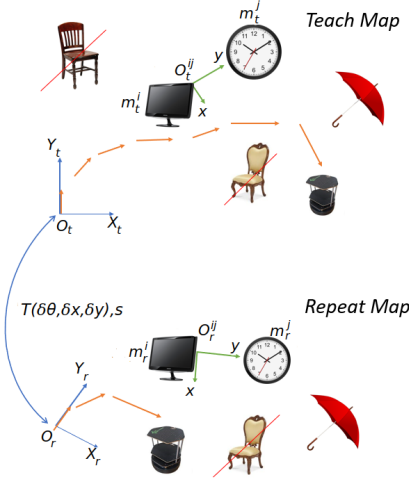 m_t^j
Teach Map
12
O_t^{ij}
y
m_t^i
x
Y_t
O_t
X_t
T(δθ,δx,δy),s
Repeat Map
O_r^{ij}
m_r^j
m_r^i
y
x
Y_r
O_r
X_r